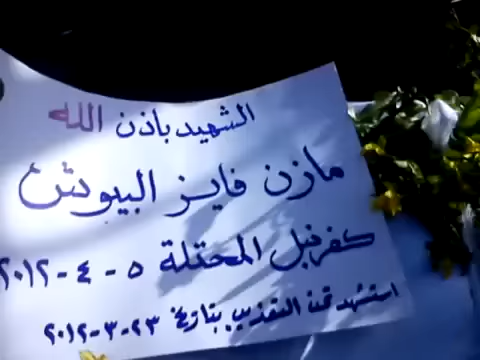 الشهيد باذن الله
مازن فايز البيوش
كفرنبل المحتلة ٥ - ٤ - ٢٠١٢
استشهد تحت التعذيب بتاريخ ٢٣-٣-٢٠١٢